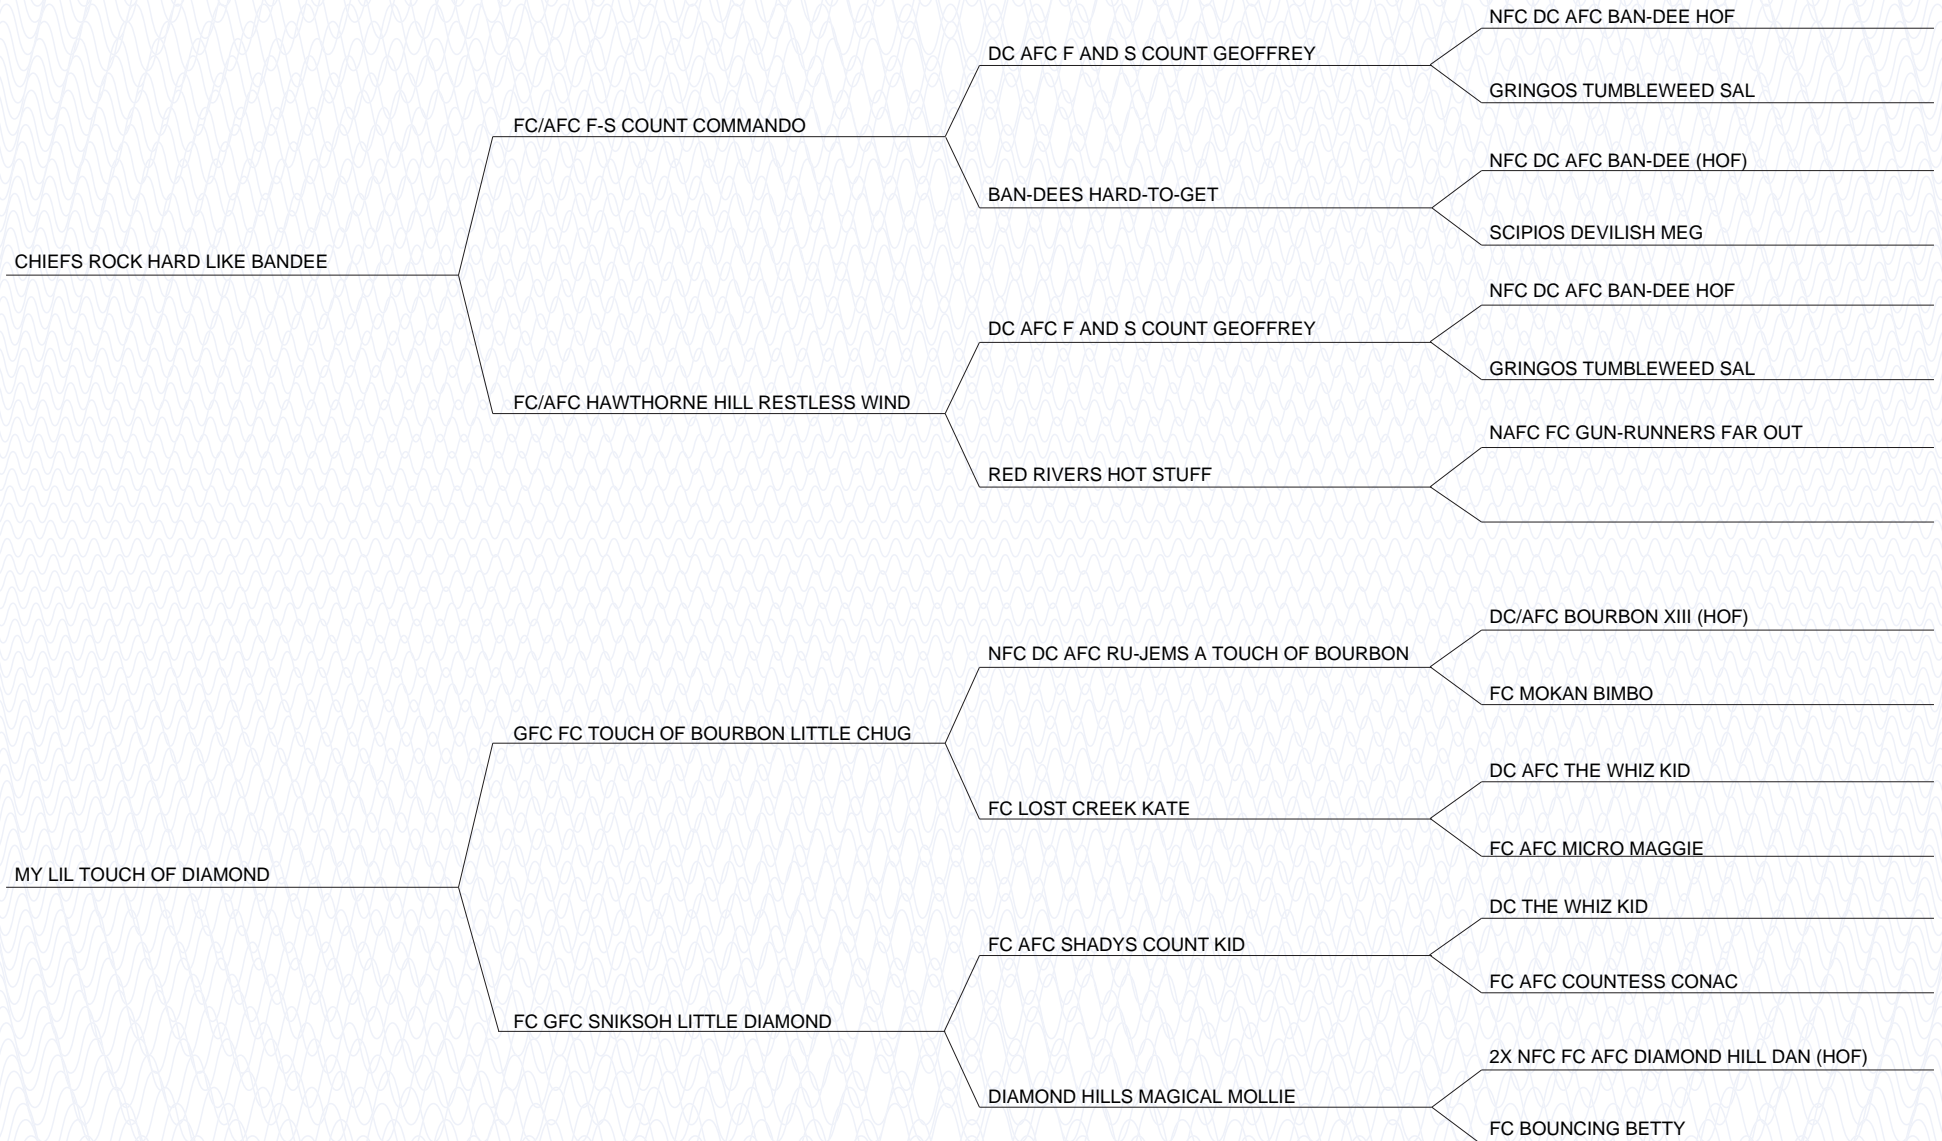 NFC DC AFC BAN-DEE HOF
DC AFC F AND S COUNT GEOFFREY
GRINGOS TUMBLEWEED SAL
FC/AFC F-S COUNT COMMANDO
NFC DC AFC BAN-DEE (HOF)
BAN-DEES HARD-TO-GET
SCIPIOS DEVILISH MEG
CHIEFS ROCK HARD LIKE BANDEE
NFC DC AFC BAN-DEE HOF
DC AFC F AND S COUNT GEOFFREY
GRINGOS TUMBLEWEED SAL
FC/AFC HAWTHORNE HILL RESTLESS WIND
NAFC FC GUN-RUNNERS FAR OUT
RED RIVERS HOT STUFF
DC/AFC BOURBON XIII (HOF)
NFC DC AFC RU-JEMS A TOUCH OF BOURBON
FC MOKAN BIMBO
GFC FC TOUCH OF BOURBON LITTLE CHUG
DC AFC THE WHIZ KID
FC LOST CREEK KATE
FC AFC MICRO MAGGIE
MY LIL TOUCH OF DIAMOND
DC THE WHIZ KID
FC AFC SHADYS COUNT KID
FC AFC COUNTESS CONAC
FC GFC SNIKSOH LITTLE DIAMOND
2X NFC FC AFC DIAMOND HILL DAN (HOF)
DIAMOND HILLS MAGICAL MOLLIE
FC BOUNCING BETTY